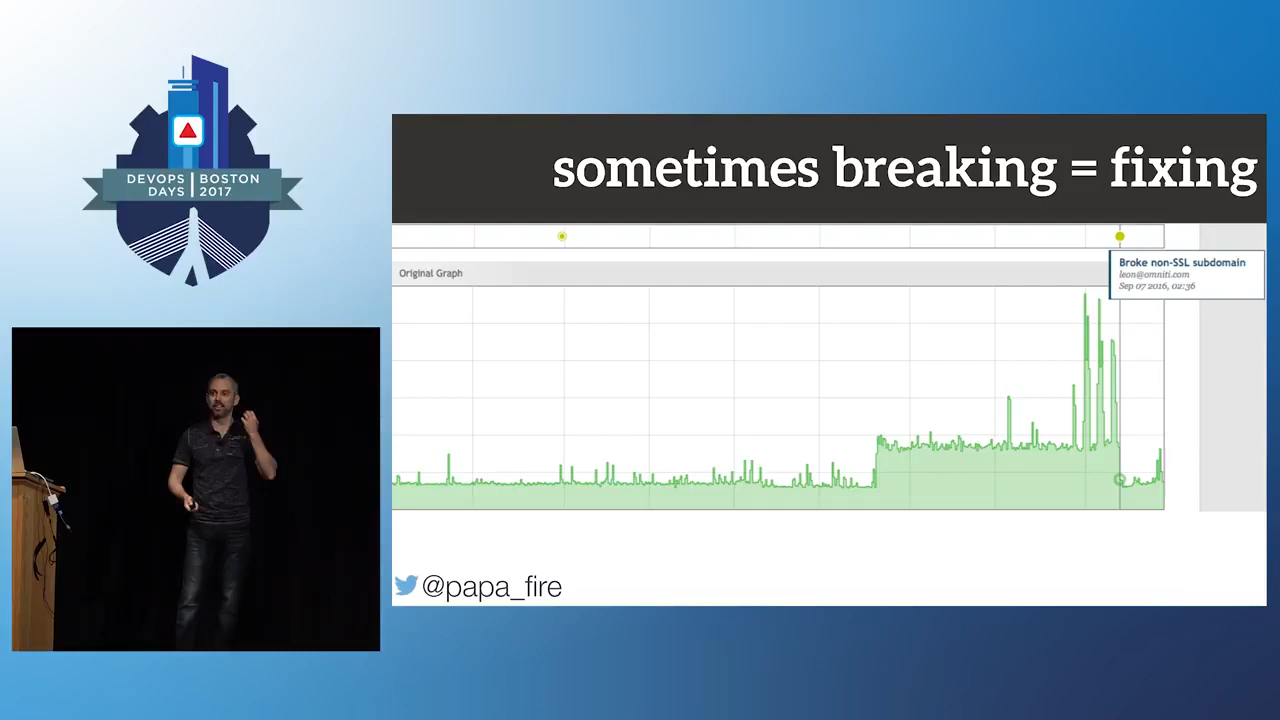 DEVOPS BOSTON
DAYS 2017
sometimes breaking = fixing
Broke non-SSL subdomain
leon@omniti.com
Sep 07 2016, 02:36
Original Graph
@papa_fire